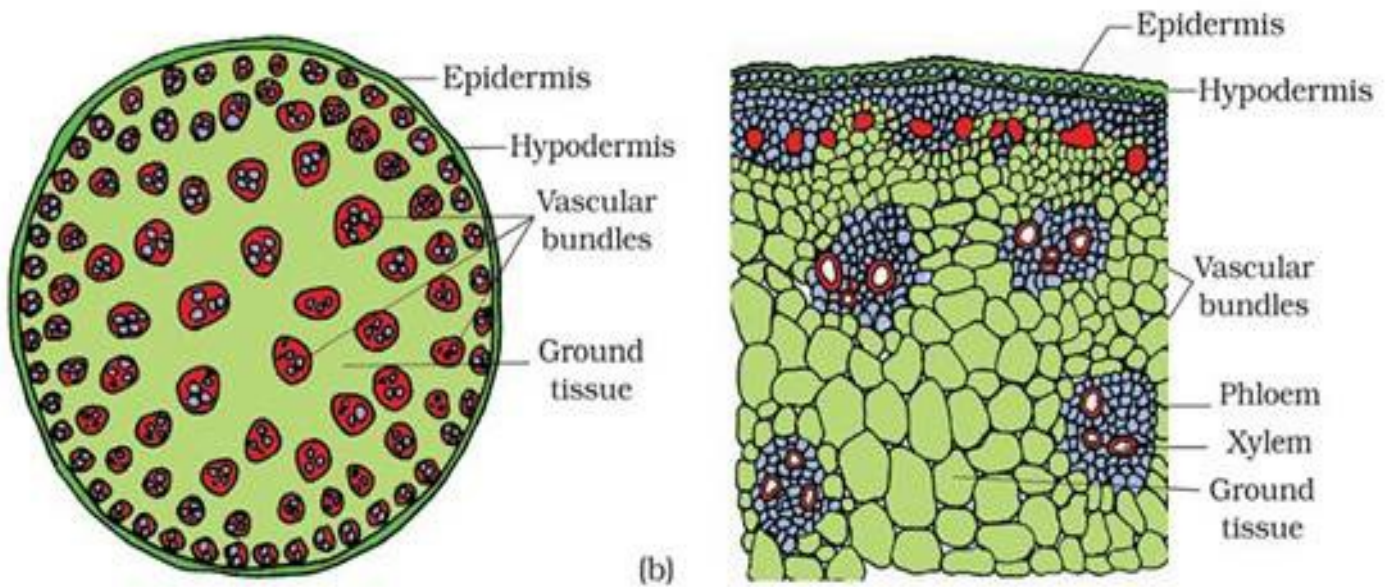 Epidermis
Hypodermis
Vascular
bundles
Ground
tissue
(b)
Epidermis
Hypodermis
Vascular
bundles
Phloem
Xylem
Ground
tissue